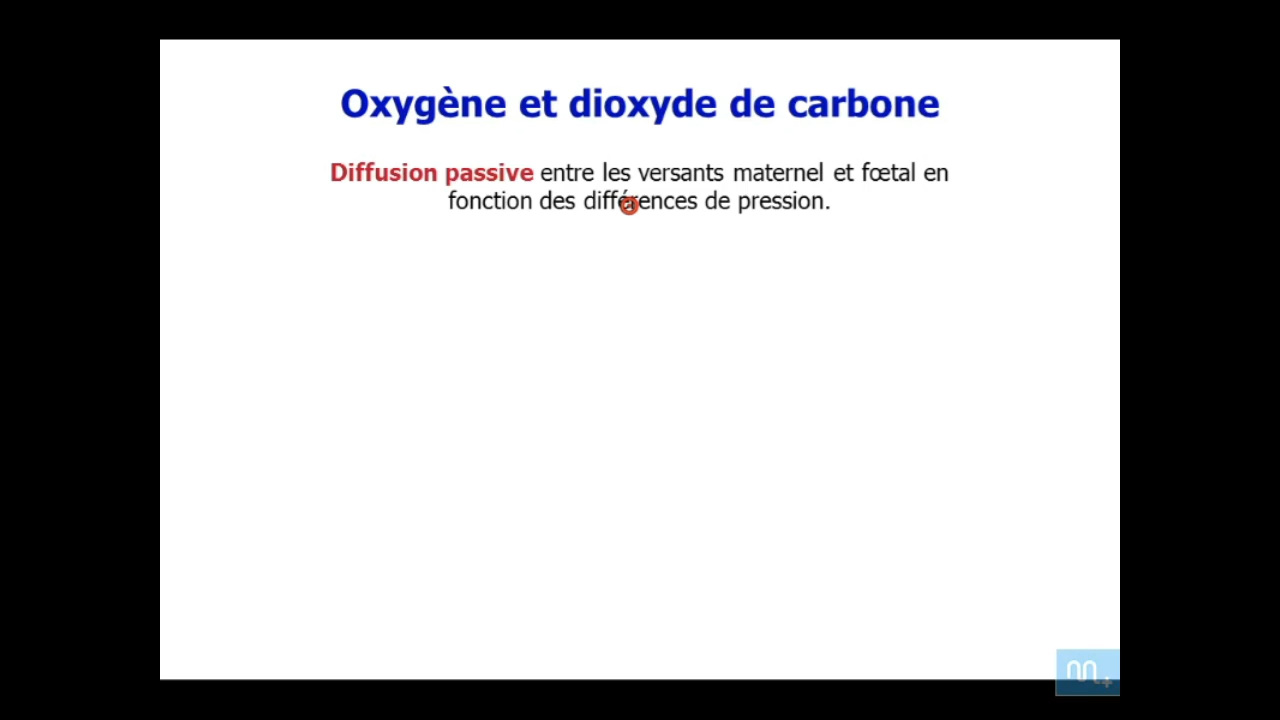 Oxygène et dioxyde de carbone
Diffusion passive entre les versants maternel et fœtal en
fonction des différences de pression.